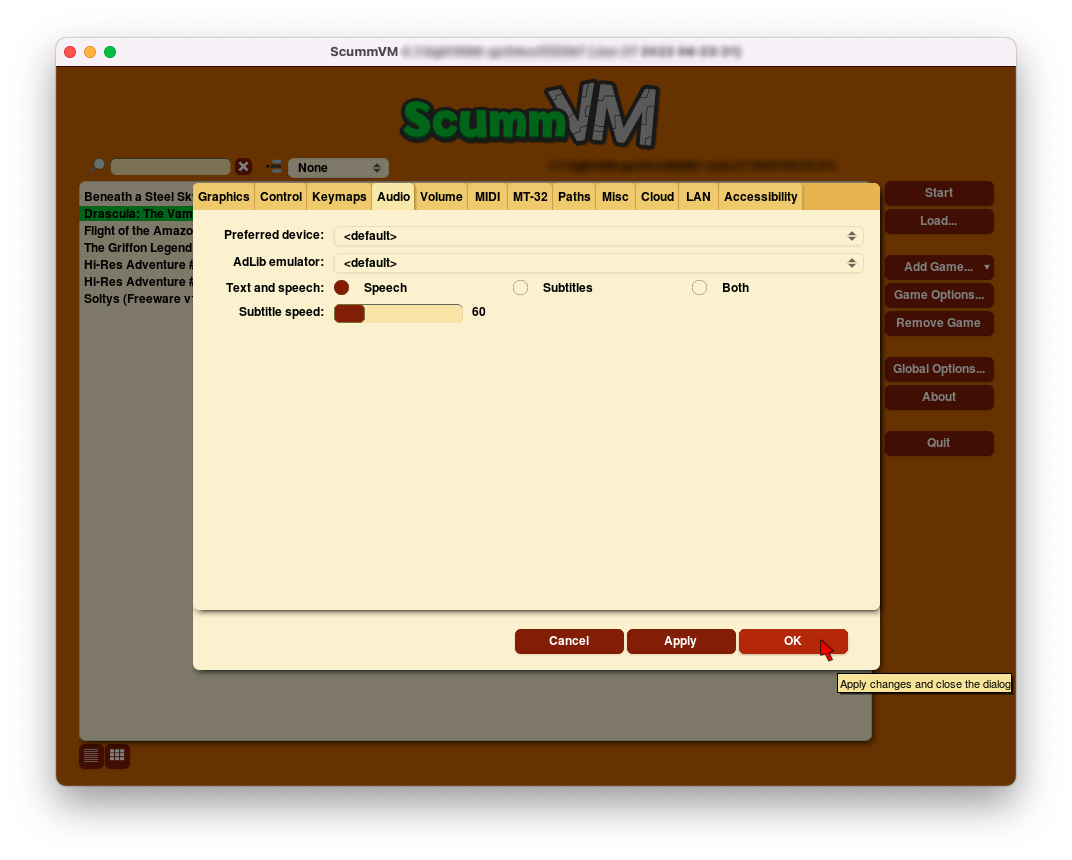 ScummVM
ScummVM
None
Beneath a Steel Sk
Drascula: The Vam
Flight of the Amazo
The Griffon Legend
Hi-Res Adventure #
Hi-Res Adventure #
Soltys (Freeware v
Graphics Control Keymaps Audio Volume MIDI MT-32 Paths Misc Cloud LAN Accessibility
Preferred device: <default>
AdLib emulator: <default>
Text and speech: Speech Subtitles Both
Subtitle speed: 60
Cancel Apply OK
Apply changes and close the dialog
Start
Load...
Add Game...
Game Options...
Remove Game
Global Options...
About
Quit